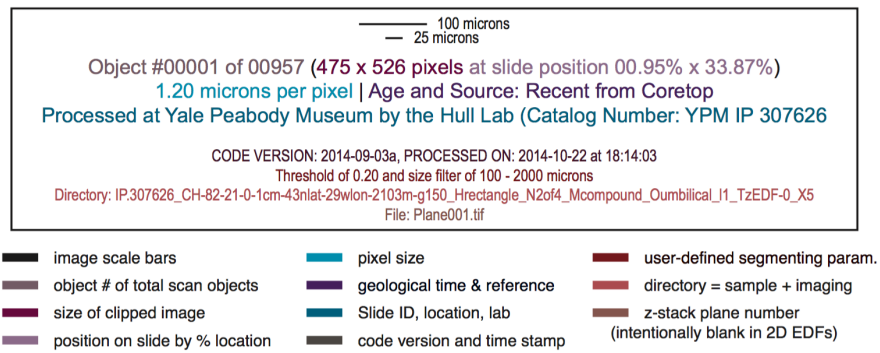 100 microns
25 microns
Object #00001 of 00957 (475 x 526 pixels at slide position 00.95% x 33.87%)
1.20 microns per pixel | Age and Source: Recent from Coretop
Processed at Yale Peabody Museum by the Hull Lab (Catalog Number: YPM IP 307626
CODE VERSION: 2014-09-03a, PROCESSED ON: 2014-10-22 at 18:14:03
Threshold of 0.20 and size filter of 100 - 2000 microns
Directory: IP.307626_CH-82-21-0-1cm-43nlat-29wlon-2103m-g150_Hrectangle_N2of4_Mcompound_Oumbilical_I1_TzEDF-0_X5
File: Plane001.tif
image scale bars
object # of total scan objects
size of clipped image
position on slide by % location
pixel size
geological time & reference
Slide ID, location, lab
code version and time stamp
user-defined segmenting param.
directory = sample + imaging
z-stack plane number
(intentionally blank in 2D EDFs)